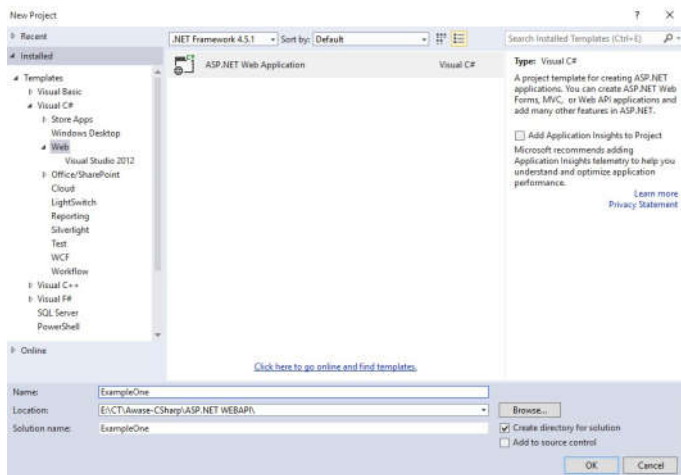 New Project
? X
Recent
Installed
Templates
Visual Basic
Visual C#
Store Apps
Windows Desktop
Web
Visual Studio 2012
Office/SharePoint
Cloud
LightSwitch
Reporting
Silverlight
Test
WCF
Workflow
Visual C++
Visual F#
SQL Server
PowerShell
Online
.NET Framework 4.5.1
Sort by: Default
ASP.NET Web Application Visual C#
Click here to go online and find templates.
Search Installed Templates (Ctrl+E)
Type: Visual C#
A project template for creating ASP.NET
applications. You can create ASP.NET Web
Forms, MVC, or Web API applications and
add many other features in ASP.NET.
Add Application Insights to Project
Microsoft recommends adding
Application Insights telemetry to help you
understand and optimize application
performance.
Learn more
Privacy Statement
Name: ExampleOne
Location: E:\CT\Awase-CSharp\ASP.NET WEBAPI\
Browse...
Solution name: ExampleOne
Create directory for solution
Add to source control
OK Cancel